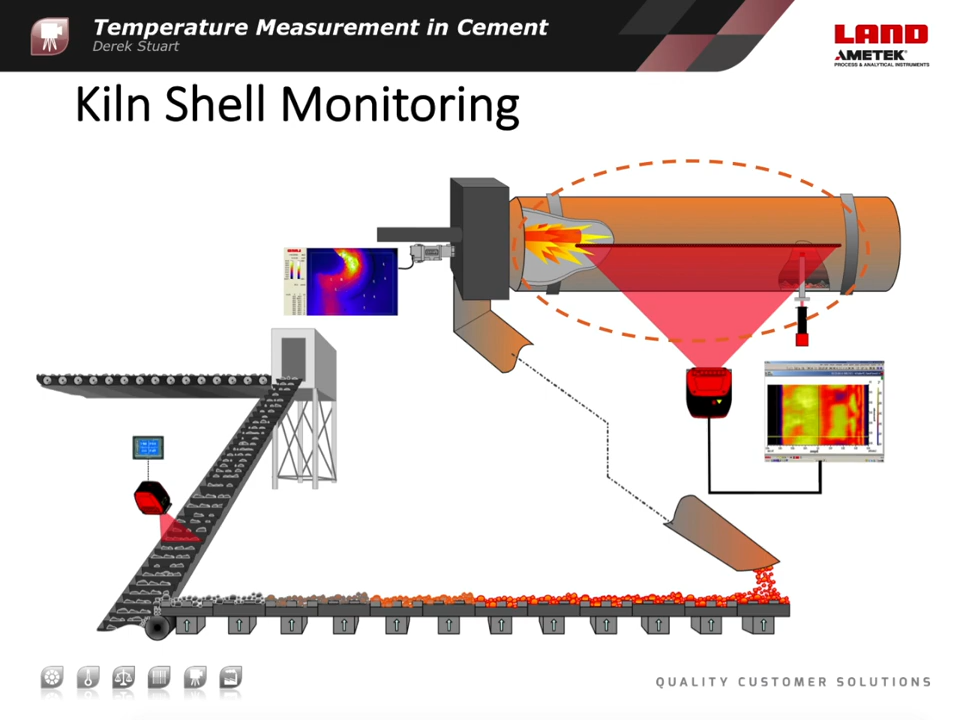 Temperature Measurement in Cement
Derek Stuart
LAND
AMETEK
PROCESS & ANALYTICAL INSTRUMENTS
Kiln Shell Monitoring
QUALITY CUSTOMER SOLUTIONS